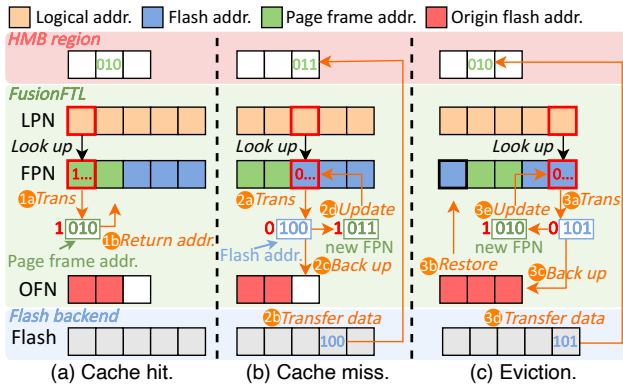 Logical addr. Flash addr. Page frame addr. Origin flash addr.
HMB region
010
011
010
FusionFTL
LPN
Look up
Look up
Look up
FPN
1...
0...
0...
1a Trans
2a Trans
2d Update
3e Update
3a Trans
1 010
1b Return addr.
0 100
1 011
1 010
0 101
Page frame addr.
Flash addr.
new FPN
new FPN
2c Back up
3b Restore
3c Back up
OFN
Flash backend
2b Transfer data
3d Transfer data
Flash
100
101
(a) Cache hit.
(b) Cache miss.
(c) Eviction.